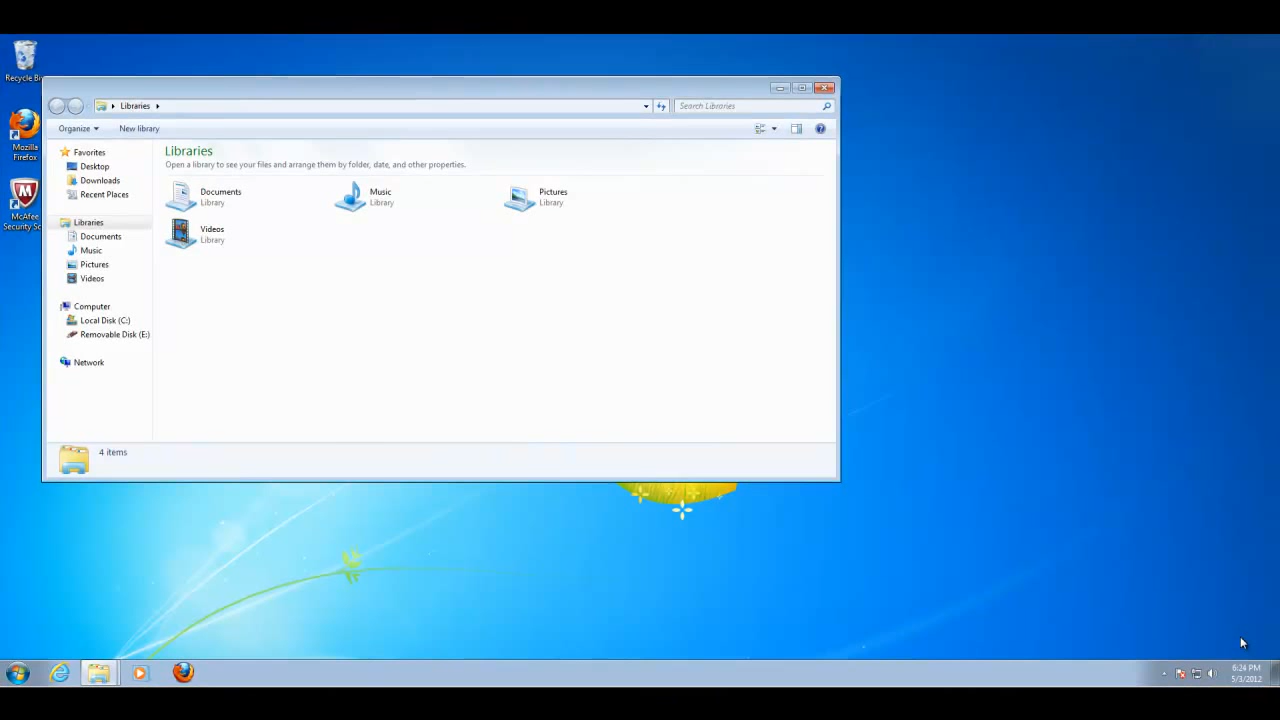 Recycle Bi
Mozilla
Firefox
McAfee
Security Sc
Libraries
Search Libraries
Organize
New library
Favorites
Desktop
Downloads
Recent Places
Libraries
Documents
Music
Pictures
Videos
Computer
Local Disk (C:)
Removable Disk (E:)
Network
Libraries
Open a library to see your files and arrange them by folder, date, and other properties.
Documents
Library
Music
Library
Pictures
Library
Videos
Library
4 items
6:24 PM
5/3/2012